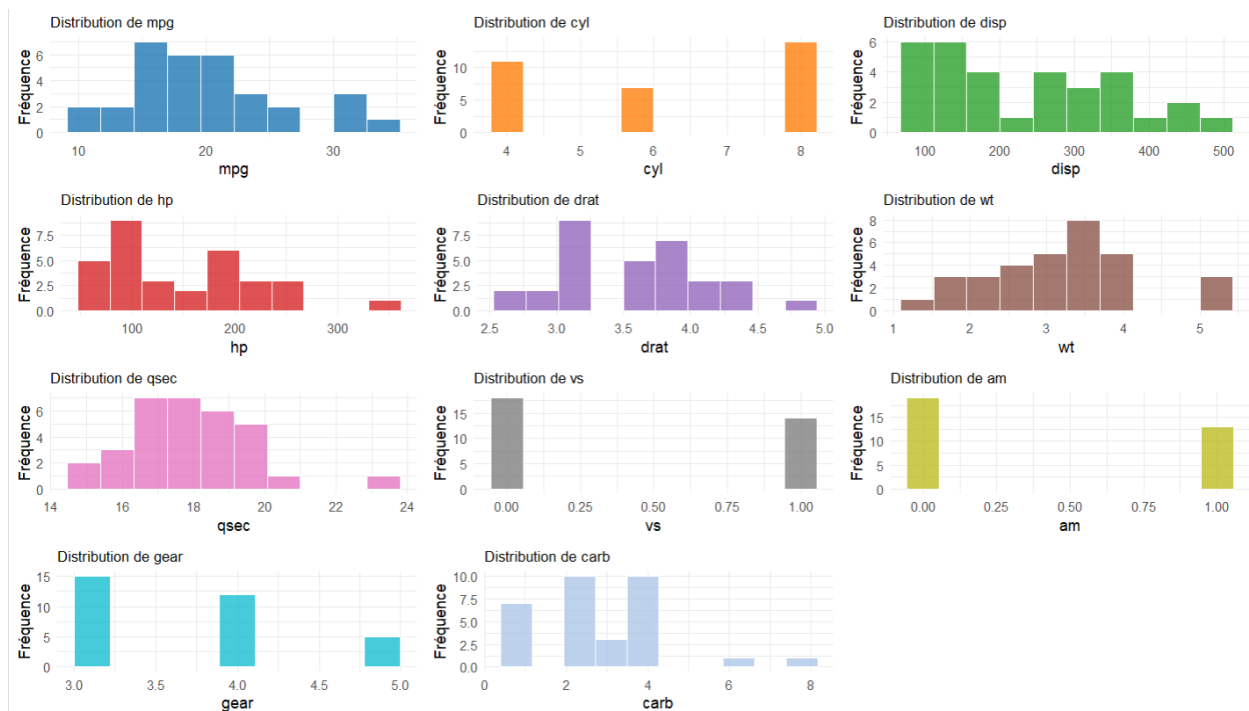 Distribution de mpg
Fréquence
0
2
4
6
10
20
30
mpg
Distribution de cyl
Fréquence
0
5
10
4
5
6
7
8
cyl
Distribution de disp
Fréquence
0
2
4
6
100
200
300
400
500
disp
Distribution de hp
Fréquence
0.0
2.5
5.0
7.5
100
200
300
hp
Distribution de drat
Fréquence
0.0
2.5
5.0
7.5
2.5
3.0
3.5
4.0
4.5
5.0
drat
Distribution de wt
Fréquence
0
2
4
6
8
1
2
3
4
5
wt
Distribution de qsec
Fréquence
0
2
4
6
14
16
18
20
22
24
qsec
Distribution de vs
Fréquence
0
5
10
15
0.00
0.25
0.50
0.75
1.00
vs
Distribution de am
Fréquence
0
5
10
15
0.00
0.25
0.50
0.75
1.00
am
Distribution de gear
Fréquence
0
5
10
15
3.0
3.5
4.0
4.5
5.0
gear
Distribution de carb
Fréquence
0.0
2.5
5.0
7.5
10.0
0
2
4
6
8
carb